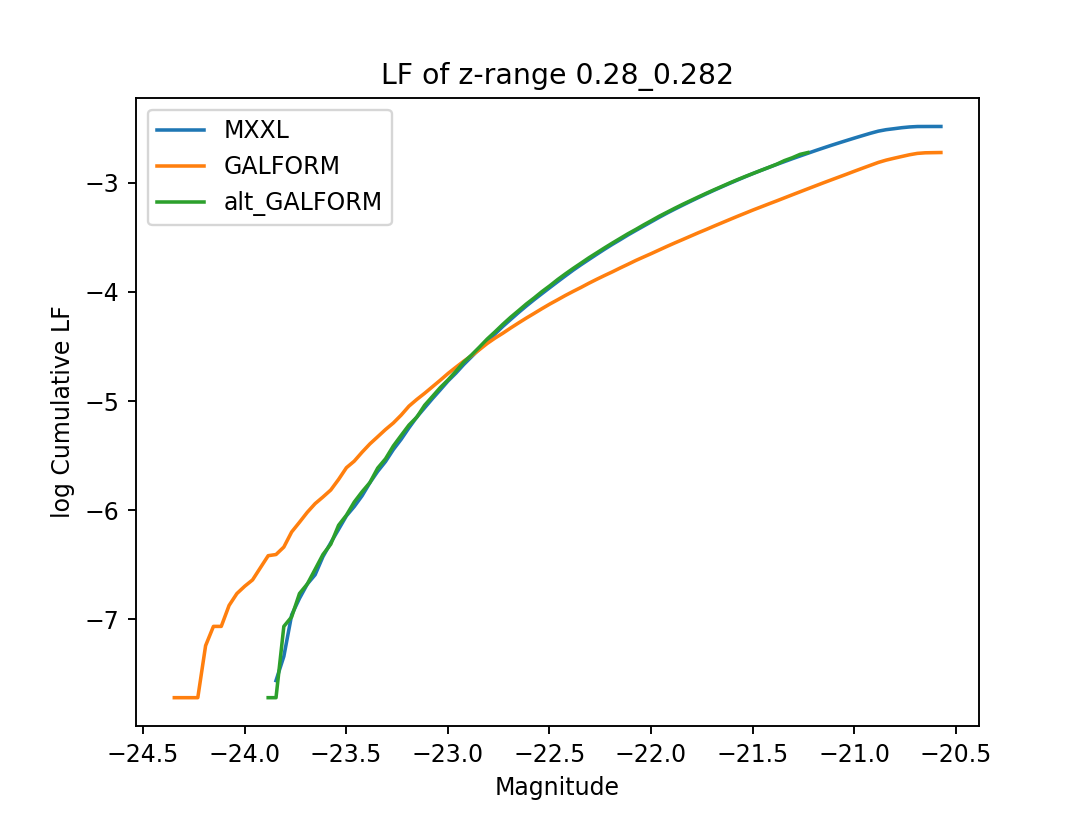 LF of z-range 0.28_0.282
MXXL
GALFORM
alt_GALFORM
log Cumulative LF
−3
−4
−5
−6
−7
−24.5 −24.0 −23.5 −23.0 −22.5 −22.0 −21.5 −21.0 −20.5
Magnitude